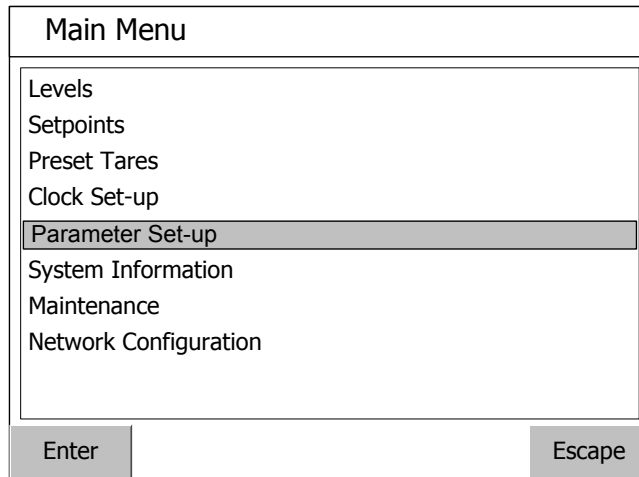 Main Menu
Levels
Setpoints
Preset Tares
Clock Set-up
Parameter Set-up
System Information
Maintenance
Network Configuration
Enter
Escape